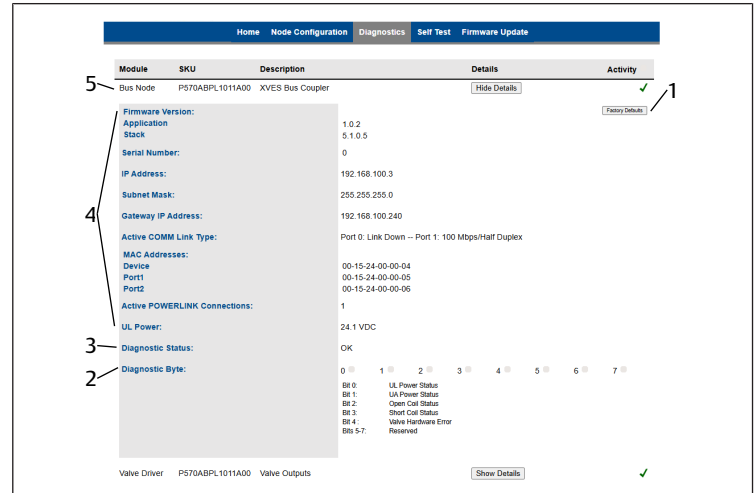 Home Node Configuration Diagnostics Self Test Firmware Update
Module SKU Description Details Activity
5 Bus Node P570ABPL1011A00 XVES Bus Coupler Hide Details
1
Firmware Version: Factory Defaults
Application 1.0.2
Stack 5.1.0.5
Serial Number: 0
IP Address: 192.168.100.3
Subnet Mask: 255.255.255.0
4
Gateway IP Address: 192.168.100.240
Active COMM Link Type: Port 0: Link Down -- Port 1: 100 Mbps/Half Duplex
MAC Addresses:
Device 00-15-24-00-00-04
Port1 00-15-24-00-00-05
Port2 00-15-24-00-00-06
Active POWERLINK Connections: 1
UL Power: 24.1 VDC
3 Diagnostic Status: OK
2 Diagnostic Byte: 0 1 2 3 4 5 6 7
Bit 0: UL Power Status
Bit 1: UA Power Status
Bit 2: Open Coil Status
Bit 3: Short Coil Status
Bit 4 : Valve Hardware Error
Bits 5-7: Reserved
Valve Driver P570ABPL1011A00 Valve Outputs Show Details